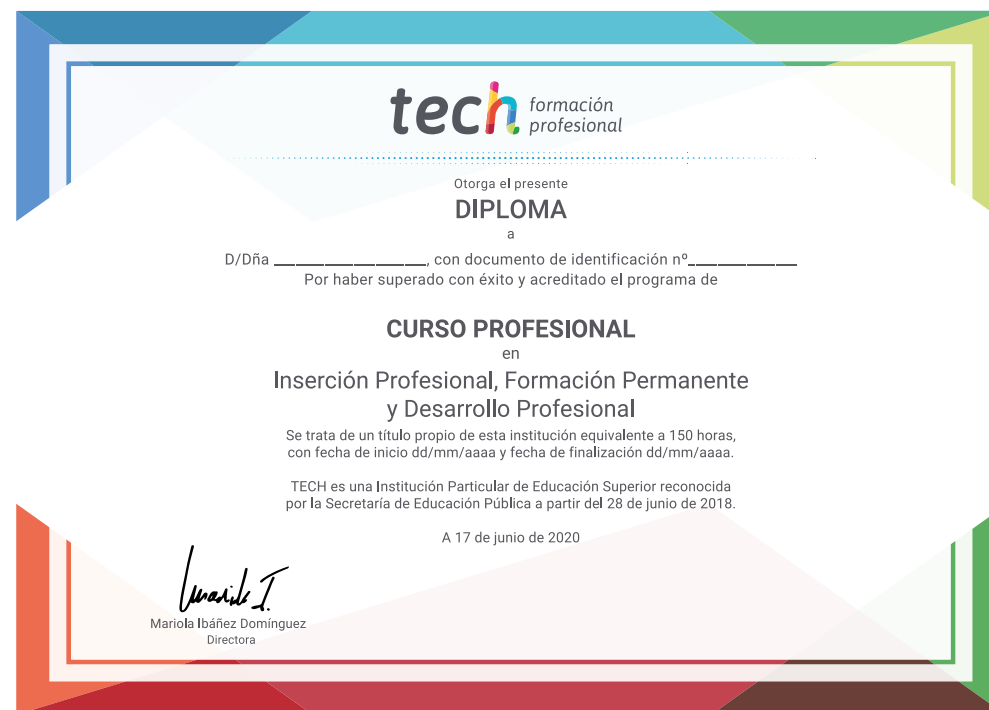 tech formación
profesional
Otorga el presente
DIPLOMA
a
D/Dña ______________, con documento de identificación nº__________
Por haber superado con éxito y acreditado el programa de
CURSO PROFESIONAL
en
Inserción Profesional, Formación Permanente
y Desarrollo Profesional
Se trata de un título propio de esta institución equivalente a 150 horas,
con fecha de inicio dd/mm/aaaa y fecha de finalización dd/mm/aaaa.
TECH es una Institución Particular de Educación Superior reconocida
por la Secretaría de Educación Pública a partir del 28 de junio de 2018.
A 17 de junio de 2020
Mariola Ibáñez Domínguez
Directora